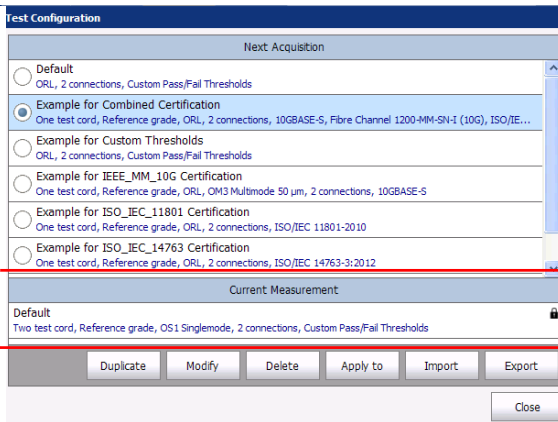 Test Configuration
Next Acquisition
Default
ORL, 2 connections, Custom Pass/Fail Thresholds
Example for Combined Certification
One test cord, Reference grade, ORL, 2 connections, 10GBASE-S, Fibre Channel 1200-MM-SN-I (10G), ISO/IE...
Example for Custom Thresholds
ORL, 2 connections, Custom Pass/Fail Thresholds
Example for IEEE_MM_10G Certification
One test cord, Reference grade, ORL, OM3 Multimode 50 µm, 2 connections, 10GBASE-S
Example for ISO_IEC_11801 Certification
One test cord, Reference grade, ORL, 2 connections, ISO/IEC 11801-2010
Example for ISO_IEC_14763 Certification
One test cord, Reference grade, ORL, 2 connections, ISO/IEC 14763-3:2012
Current Measurement
Default
Two test cord, Reference grade, OS1 Singlemode, 2 connections, Custom Pass/Fail Thresholds
Duplicate Modify Delete Apply to Import Export
Close